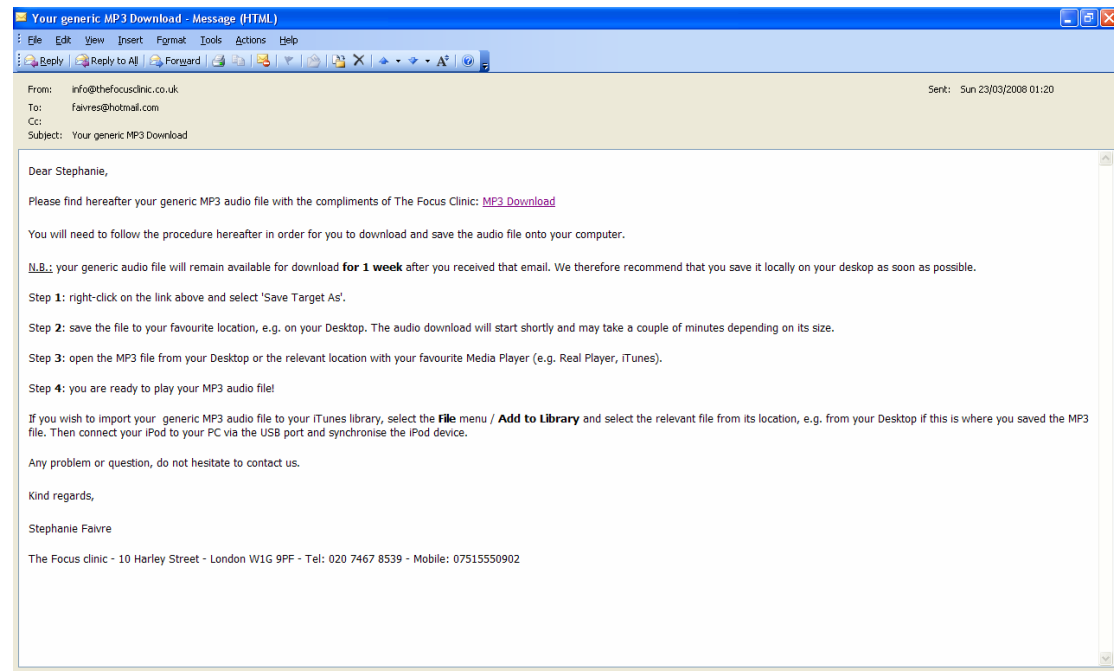 Your generic MP3 Download - Message (HTML)
File Edit View Insert Format Tools Actions Help
Reply Reply to All Forward
From: info@thefocusclinic.co.uk Sent: Sun 23/03/2008 01:20
To: faivres@hotmail.com
Cc:
Subject: Your generic MP3 Download
Dear Stephanie,
Please find hereafter your generic MP3 audio file with the compliments of The Focus Clinic: MP3 Download
You will need to follow the procedure hereafter in order for you to download and save the audio file onto your computer.
N.B.: your generic audio file will remain available for download for 1 week after you received that email. We therefore recommend that you save it locally on your deskop as soon as possible.
Step 1: right-click on the link above and select 'Save Target As'.
Step 2: save the file to your favourite location, e.g. on your Desktop. The audio download will start shortly and may take a couple of minutes depending on its size.
Step 3: open the MP3 file from your Desktop or the relevant location with your favourite Media Player (e.g. Real Player, iTunes).
Step 4: you are ready to play your MP3 audio file!
If you wish to import your generic MP3 audio file to your iTunes library, select the File menu / Add to Library and select the relevant file from its location, e.g. from your Desktop if this is where you saved the MP3
file. Then connect your iPod to your PC via the USB port and synchronise the iPod device.
Any problem or question, do not hesitate to contact us.
Kind regards,
Stephanie Faivre
The Focus clinic - 10 Harley Street - London W1G 9PF - Tel: 020 7467 8539 - Mobile: 07515550902